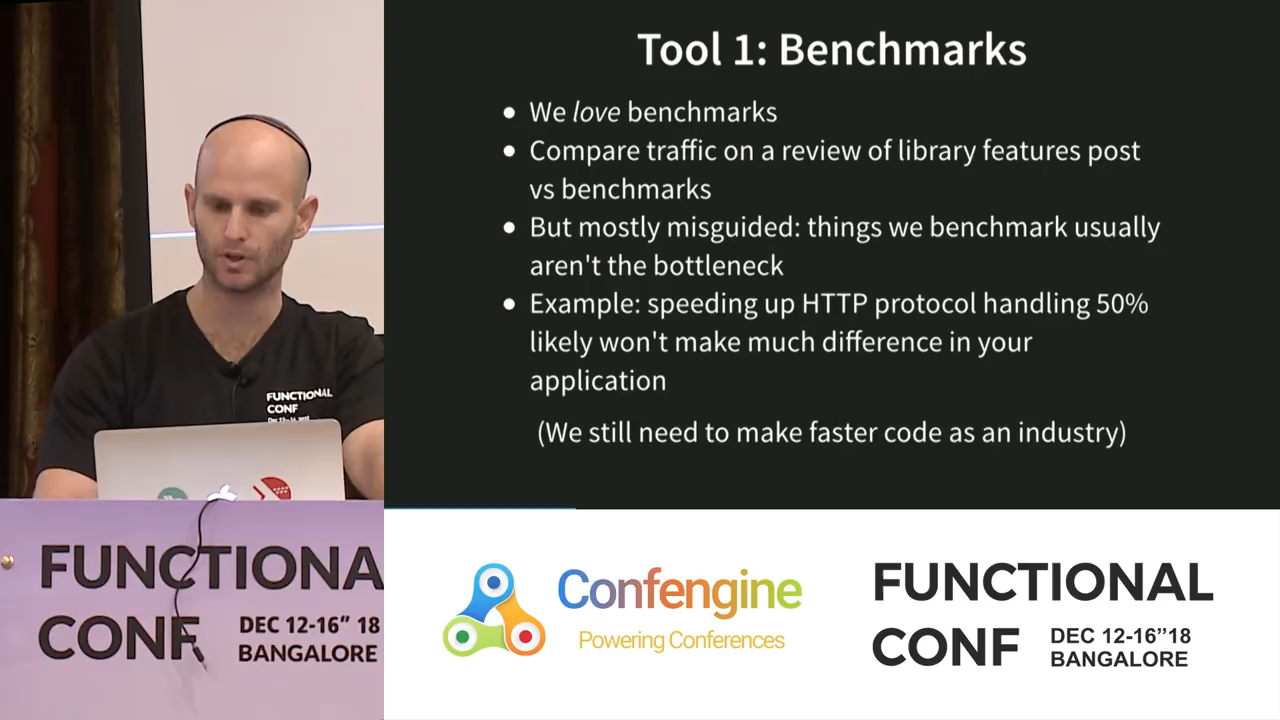 Tool 1: Benchmarks
We love benchmarks
Compare traffic on a review of library features post
vs benchmarks
But mostly misguided: things we benchmark usually
aren't the bottleneck
Example: speeding up HTTP protocol handling 50%
likely won't make much difference in your
application
(We still need to make faster code as an industry)
FUNCTIONAL
CONF
FUNCTIONA
CONF
DEC 12-16" 18
BANGALORE
Confengine
Powering Conferences
FUNCTIONAL
CONF
DEC 12-16"18
BANGALORE